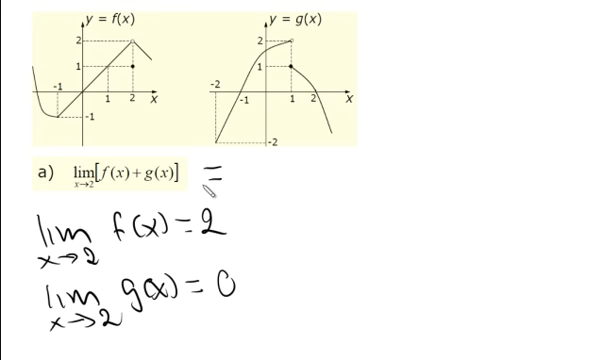 y = f(x)
2
1
-1
1 2 x
-1
y = g(x)
2
1
-2
-1
1 2 x
-2
a) lim[f(x)+g(x)] =
x→2
lim f(x) = 2
x→2
lim g(x) = 0
x→2